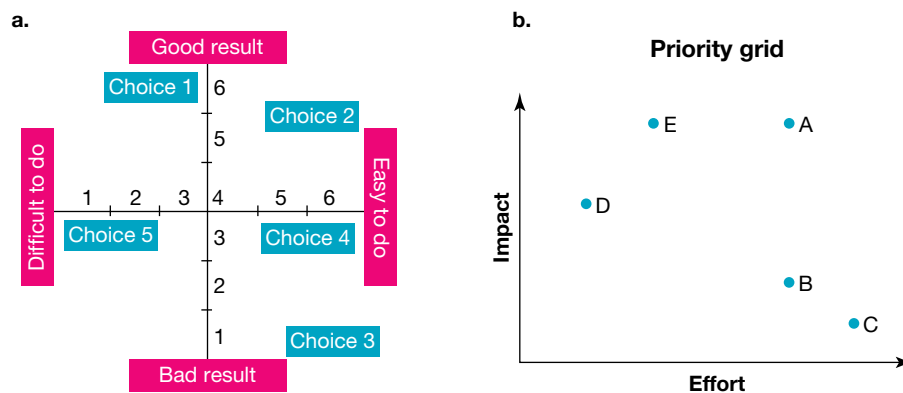 a.
Good result
Choice 1
6
Choice 2
5
Difficult to do
1 2 3 4 5 6
Easy to do
Choice 5
3
Choice 4
2
1
Choice 3
Bad result
b.
Priority grid
E
A
D
B
C
Impact
Effort